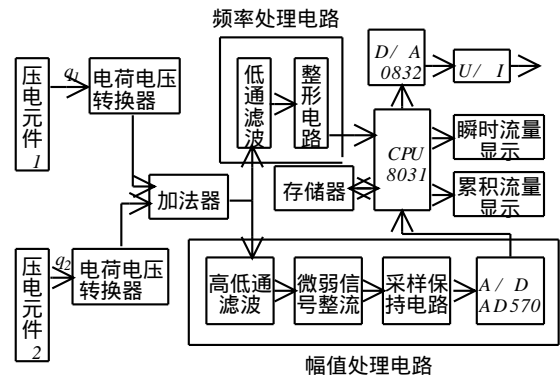 频率处理电路
压电元件1
q1
电荷电压
转换器
低通滤波
整形电路
D/A
0832
U/I
CPU
8031
瞬时流量
显示
累积流量
显示
存储器
加法器
压电元件2
q2
电荷电压
转换器
高低通
滤波
微弱信
号整流
采样保
持电路
A/D
AD570
幅值处理电路